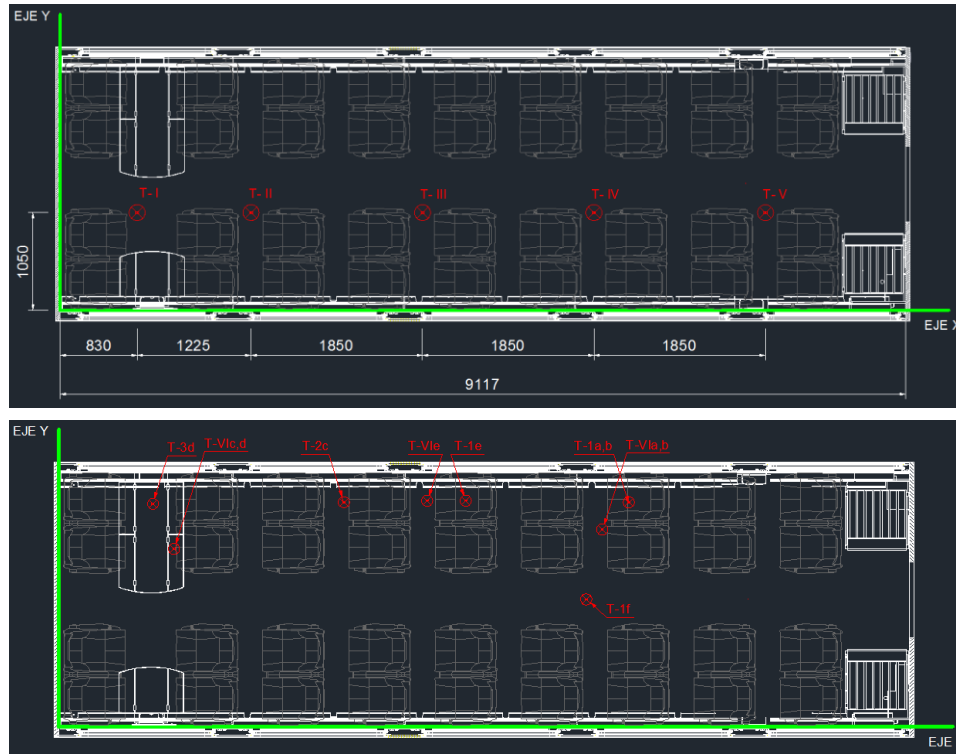 EJE Y
T- I
T- II
T- III
T- IV
T- V
1050
EJE X
830
1225
1850
1850
1850
9117
EJE Y
T-3d
T-VIc,d
T-2c
T-VIe
T-1e
T-1a,b
T-VIa,b
T-1f
EJE